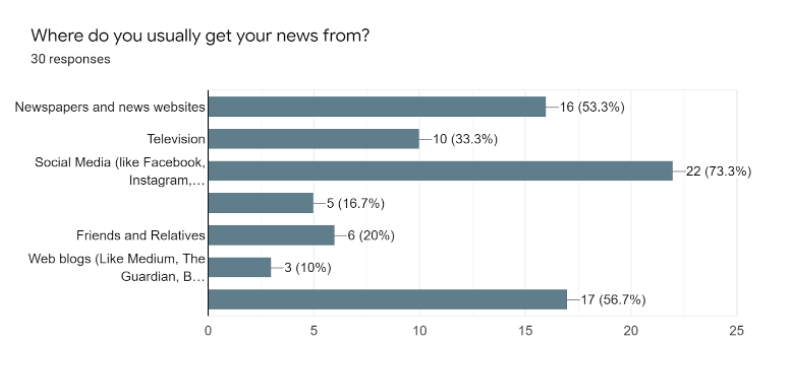 Where do you usually get your news from?
30 responses
Newspapers and news websites
16 (53.3%)
Television
10 (33.3%)
Social Media (like Facebook,
Instagram,...
22 (73.3%)
5 (16.7%)
Friends and Relatives
6 (20%)
Web blogs (Like Medium, The
Guardian, B...
3 (10%)
17 (56.7%)
0 5 10 15 20 25